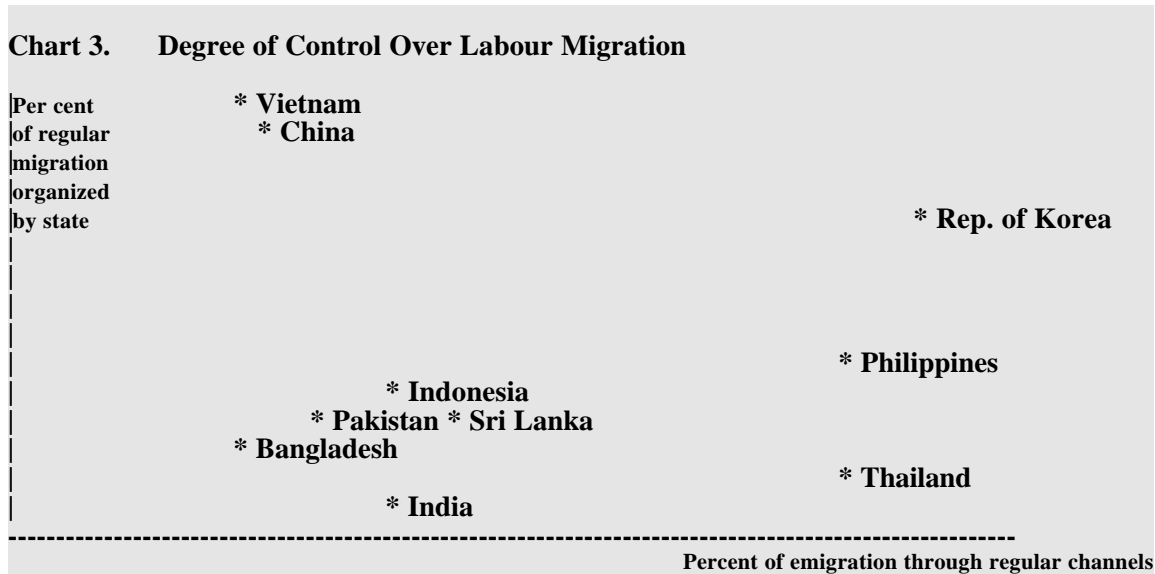 Chart 3. Degree of Control Over Labour Migration
|Per cent * Vietnam
|of regular * China
|migration
|organized
|by state * Rep. of Korea
|
|
|
|
| * Philippines
| * Indonesia
| * Pakistan * Sri Lanka
| * Bangladesh
| * Thailand
| * India
---------------------------------------------------------------------------------------------------------
Percent of emigration through regular channels